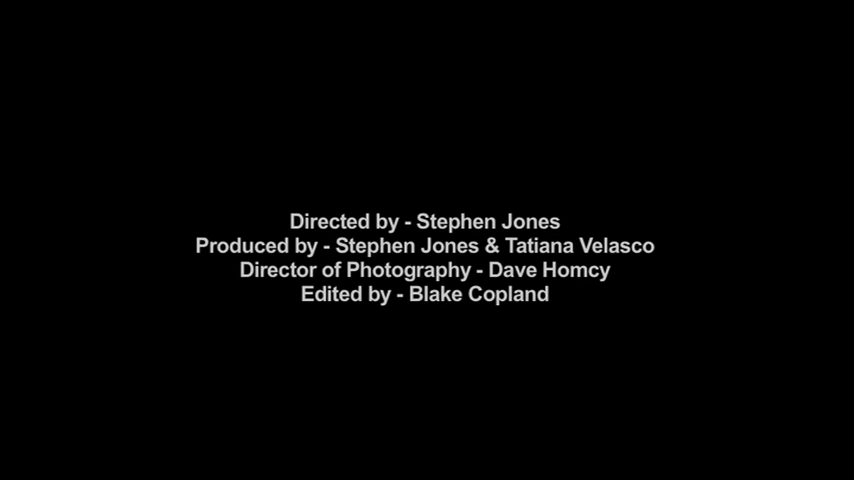 Directed by - Stephen Jones
Produced by - Stephen Jones & Tatiana Velasco
Director of Photography - Dave Homcy
Edited by - Blake Copland